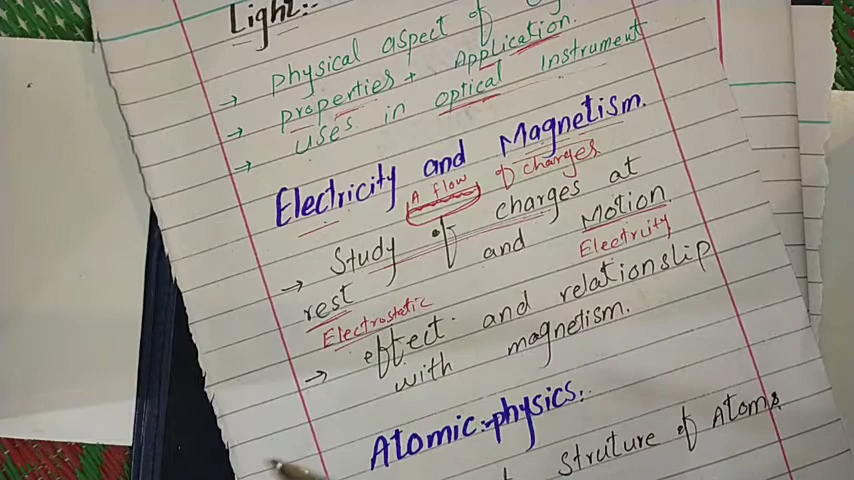 Light:-
→ physical aspect of
→ properties + Application.
→ uses in optical Instrument
Electricity and Magnetism.
A flow of charges
→ Study of charges at
rest and Motion
Electrostatic Electricity
→ effect. and relationship
with magnetism.
Atomic-physics:
Struture of Atoms